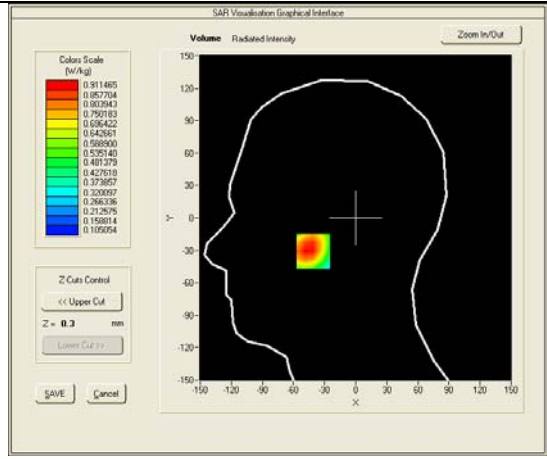 SAR Visualisation Graphical Interface
Volume Radiated Intensity
Zoom In/Out
Colors Scale
(W/kg)
0.911465
0.857704
0.803943
0.750183
0.696422
0.642661
0.588900
0.535140
0.481379
0.427618
0.373857
0.320097
0.266336
0.212575
0.158814
0.105054
Z Cuts Control
<< Upper Cut
Z = 0.3 mm
Lower Cut >>
SAVE
Cancel
150
120
90
60
30
0
-30
-60
-90
-120
-150
Y
-150 -120 -90 -60 -30 0 30 60 90 120 150
X